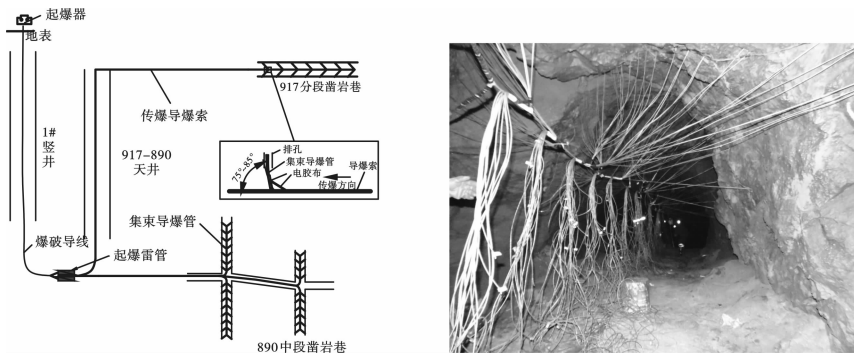 起爆器
地表
917分段凿岩巷
传爆导爆索
1#
竖
井
917-890
天井
排孔
集束导爆管
电胶布
导爆索
传爆方向
75°-85°
集束导爆管
爆破导线
起爆雷管
890中段凿岩巷